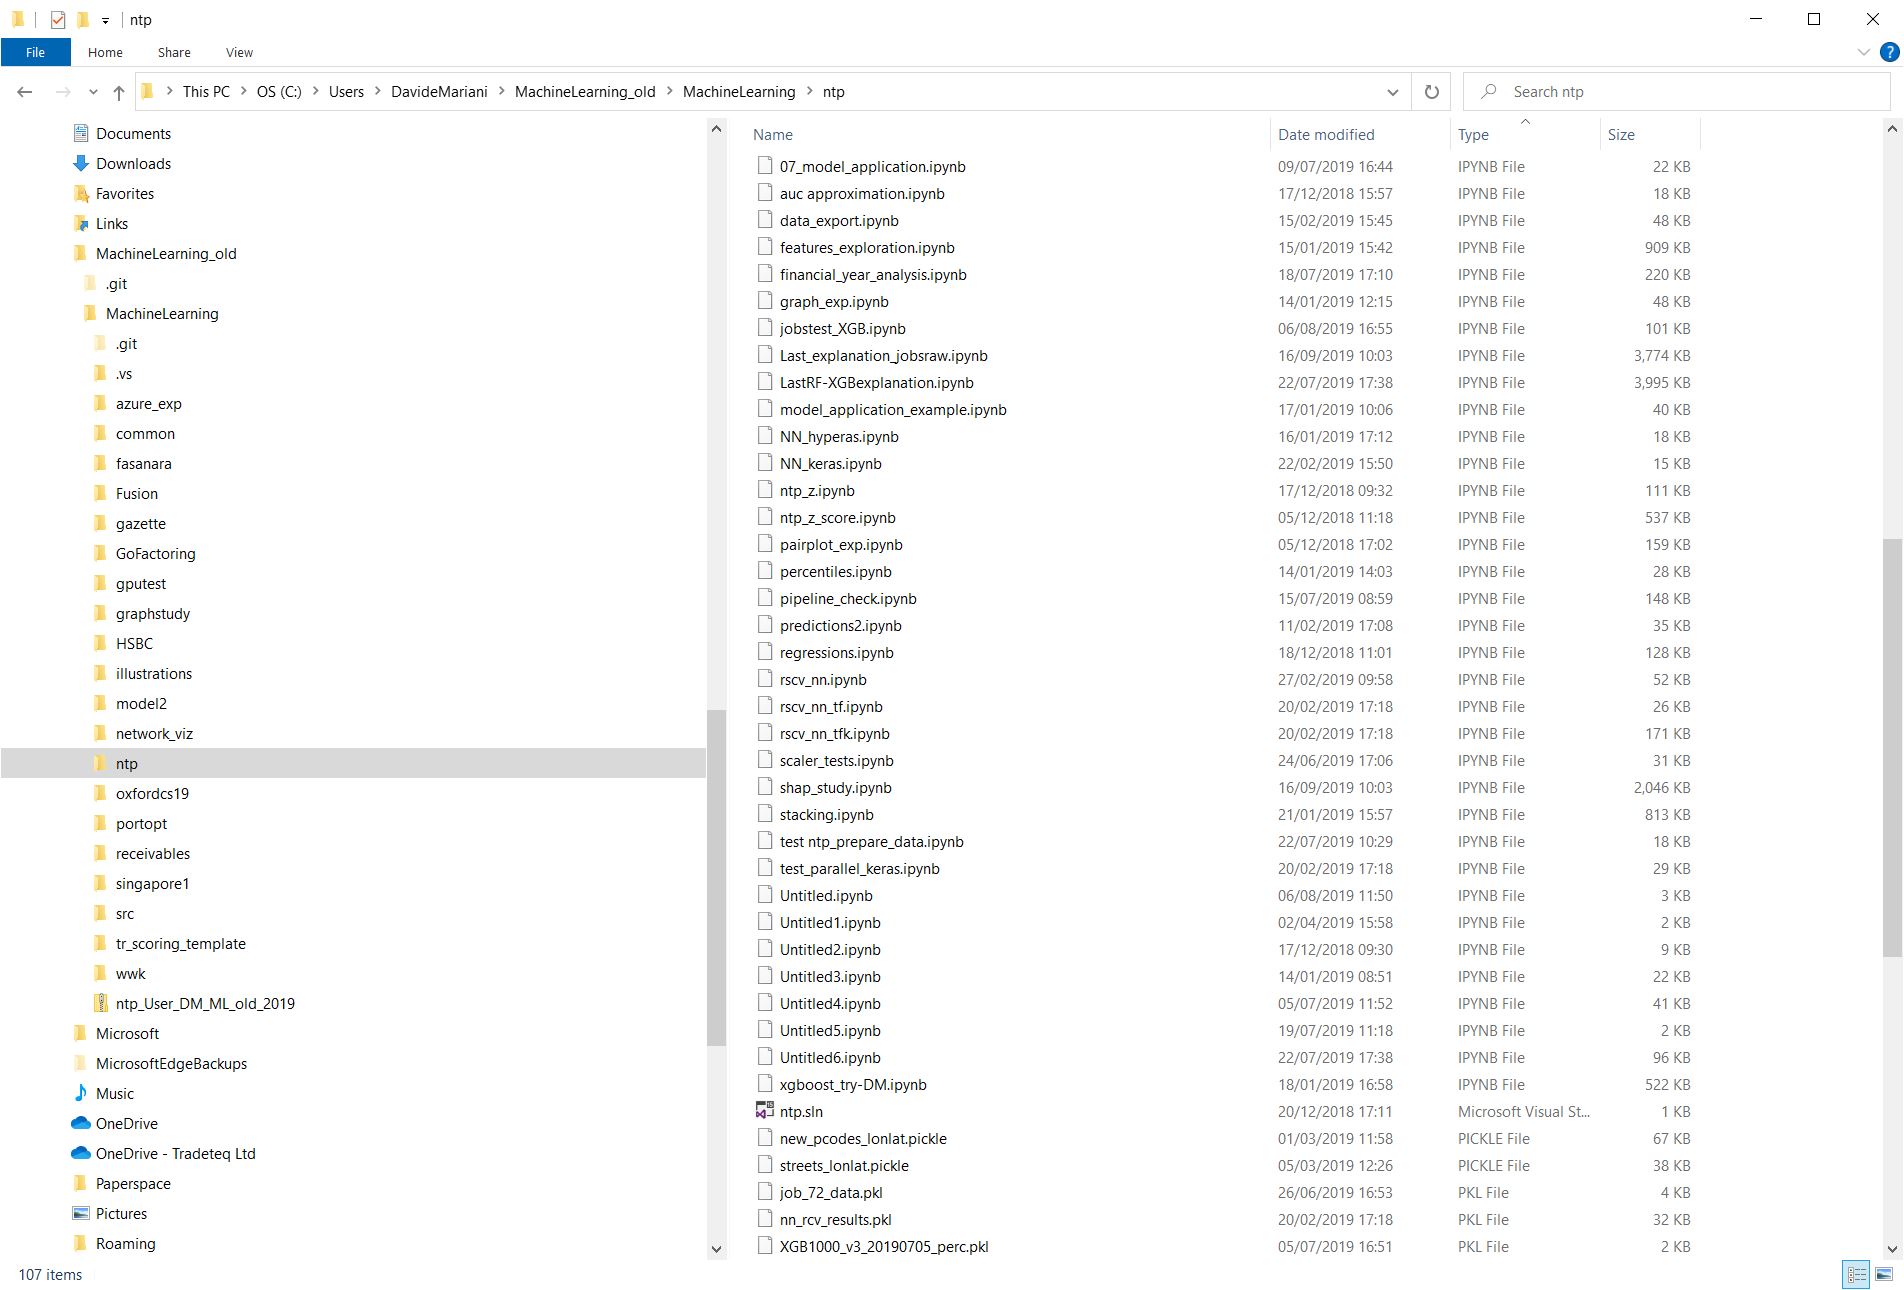 ntp
File Home Share View
This PC OS (C:) Users DavideMariani MachineLearning_old MachineLearning ntp
Search ntp
Documents
Downloads
Favorites
Links
MachineLearning_old
.git
MachineLearning
.git
.vs
azure_exp
common
fasanara
Fusion
gazette
GoFactoring
gputest
graphstudy
HSBC
illustrations
model2
network_viz
ntp
oxfordcs19
portopt
receivables
singapore1
src
tr_scoring_template
wwk
ntp_User_DM_ML_old_2019
Microsoft
MicrosoftEdgeBackups
Music
OneDrive
OneDrive - Tradeteq Ltd
Paperspace
Pictures
Roaming
Name Date modified Type Size
07_model_application.ipynb 09/07/2019 16:44 IPYNB File 22 KB
auc approximation.ipynb 17/12/2018 15:57 IPYNB File 18 KB
data_export.ipynb 15/02/2019 15:45 IPYNB File 48 KB
features_exploration.ipynb 15/01/2019 15:42 IPYNB File 909 KB
financial_year_analysis.ipynb 18/07/2019 17:10 IPYNB File 220 KB
graph_exp.ipynb 14/01/2019 12:15 IPYNB File 48 KB
jobstest_XGB.ipynb 06/08/2019 16:55 IPYNB File 101 KB
Last_explanation_jobsraw.ipynb 16/09/2019 10:03 IPYNB File 3,774 KB
LastRF-XGBexplanation.ipynb 22/07/2019 17:38 IPYNB File 3,995 KB
model_application_example.ipynb 17/01/2019 10:06 IPYNB File 40 KB
NN_hyperas.ipynb 16/01/2019 17:12 IPYNB File 18 KB
NN_keras.ipynb 22/02/2019 15:50 IPYNB File 15 KB
ntp_z.ipynb 17/12/2018 09:32 IPYNB File 111 KB
ntp_z_score.ipynb 05/12/2018 11:18 IPYNB File 537 KB
pairplot_exp.ipynb 05/12/2018 17:02 IPYNB File 159 KB
percentiles.ipynb 14/01/2019 14:03 IPYNB File 28 KB
pipeline_check.ipynb 15/07/2019 08:59 IPYNB File 148 KB
predictions2.ipynb 11/02/2019 17:08 IPYNB File 35 KB
regressions.ipynb 18/12/2018 11:01 IPYNB File 128 KB
rscv_nn.ipynb 27/02/2019 09:58 IPYNB File 52 KB
rscv_nn_tf.ipynb 20/02/2019 17:18 IPYNB File 26 KB
rscv_nn_tfk.ipynb 20/02/2019 17:18 IPYNB File 171 KB
scaler_tests.ipynb 24/06/2019 17:06 IPYNB File 31 KB
shap_study.ipynb 16/09/2019 10:03 IPYNB File 2,046 KB
stacking.ipynb 21/01/2019 15:57 IPYNB File 813 KB
test ntp_prepare_data.ipynb 22/07/2019 10:29 IPYNB File 18 KB
test_parallel_keras.ipynb 20/02/2019 17:18 IPYNB File 29 KB
Untitled.ipynb 06/08/2019 11:50 IPYNB File 3 KB
Untitled1.ipynb 02/04/2019 15:58 IPYNB File 2 KB
Untitled2.ipynb 17/12/2018 09:30 IPYNB File 9 KB
Untitled3.ipynb 14/01/2019 08:51 IPYNB File 22 KB
Untitled4.ipynb 05/07/2019 11:52 IPYNB File 41 KB
Untitled5.ipynb 19/07/2019 11:18 IPYNB File 2 KB
Untitled6.ipynb 22/07/2019 17:38 IPYNB File 96 KB
xgboost_try-DM.ipynb 18/01/2019 16:58 IPYNB File 522 KB
ntp.sln 20/12/2018 17:11 Microsoft Visual St... 1 KB
new_pcodes_lonlat.pickle 01/03/2019 11:58 PICKLE File 67 KB
streets_lonlat.pickle 05/03/2019 12:26 PICKLE File 38 KB
job_72_data.pkl 26/06/2019 16:53 PKL File 4 KB
nn_rcv_results.pkl 20/02/2019 17:18 PKL File 32 KB
XGB1000_v3_20190705_perc.pkl 05/07/2019 16:51 PKL File 2 KB
107 items